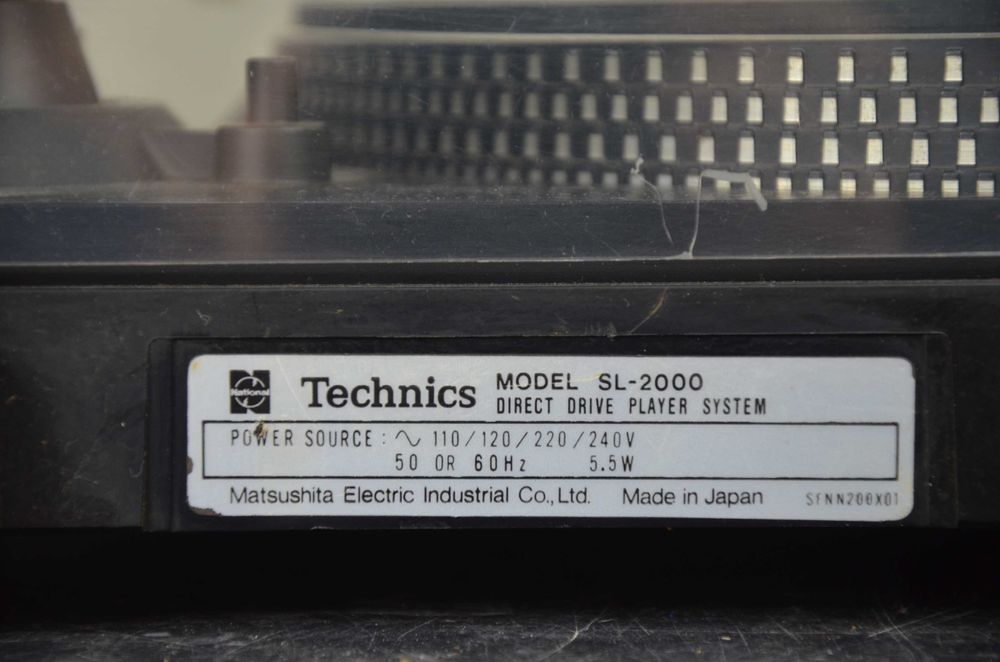 National Technics MODEL SL-2000
DIRECT DRIVE PLAYER SYSTEM
POWER SOURCE : ∿ 110/120/220/240V
50 OR 60Hz 5.5W
Matsushita Electric Industrial Co., Ltd. Made in Japan SFNN200X01